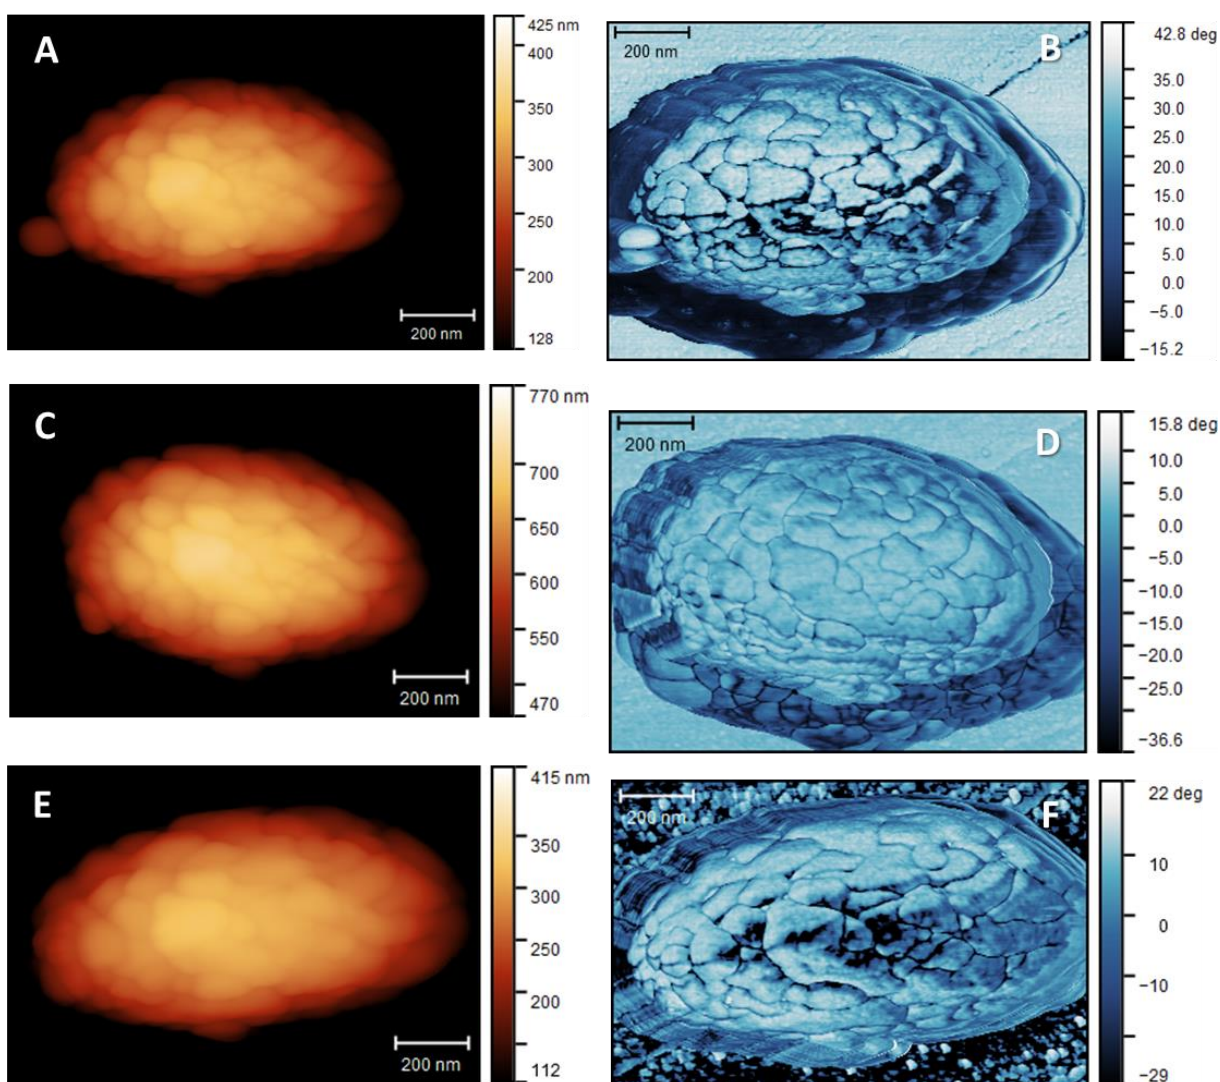 A
425 nm
400
350
300
250
200
128
200 nm
B
200 nm
42.8 deg
35.0
30.0
25.0
20.0
15.0
10.0
5.0
0.0
−5.0
−15.2
C
770 nm
700
650
600
550
470
200 nm
D
200 nm
15.8 deg
10.0
5.0
0.0
−5.0
−10.0
−15.0
−20.0
−25.0
−36.6
E
415 nm
350
300
250
200
112
200 nm
F
200 nm
22 deg
10
0
−10
−29